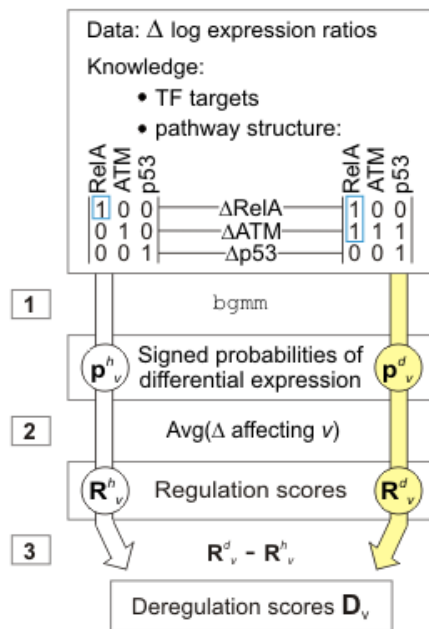 Data: Δ log expression ratios
Knowledge:
• TF targets
• pathway structure:
RelA ATM p53 RelA ATM p53
1 0 0 ΔRelA 1 0 0
0 1 0 ΔATM 1 1 1
0 0 1 Δp53 0 0 1
1 bgmm
p^h_v Signed probabilities of differential expression p^d_v
2 Avg(Δ affecting v)
R^h_v Regulation scores R^d_v
3 R^d_v - R^h_v
Deregulation scores D_v